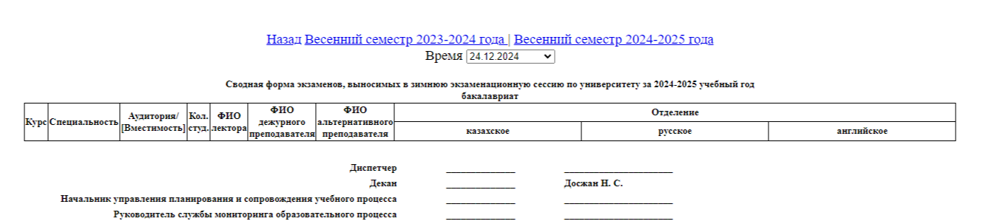 Назад Весенний семестр 2023-2024 года | Весенний семестр 2024-2025 года
Время 24.12.2024
Сводная форма экзаменов, выносимых в зимнюю экзаменационную сессию по университету за 2024-2025 учебный год
бакалавриат
Курс Специальность Аудитория/ [Вместимость] Кол. студ. ФИО лектора ФИО дежурного преподавателя ФИО альтернативного преподавателя Отделение
казахское русское английское
Диспетчер ______________ ______________________
Декан ______________ Досжан Н. С.
Начальник управления планирования и сопровождения учебного процесса ______________ ______________________
Руководитель службы мониторинга образовательного процесса ______________ ______________________